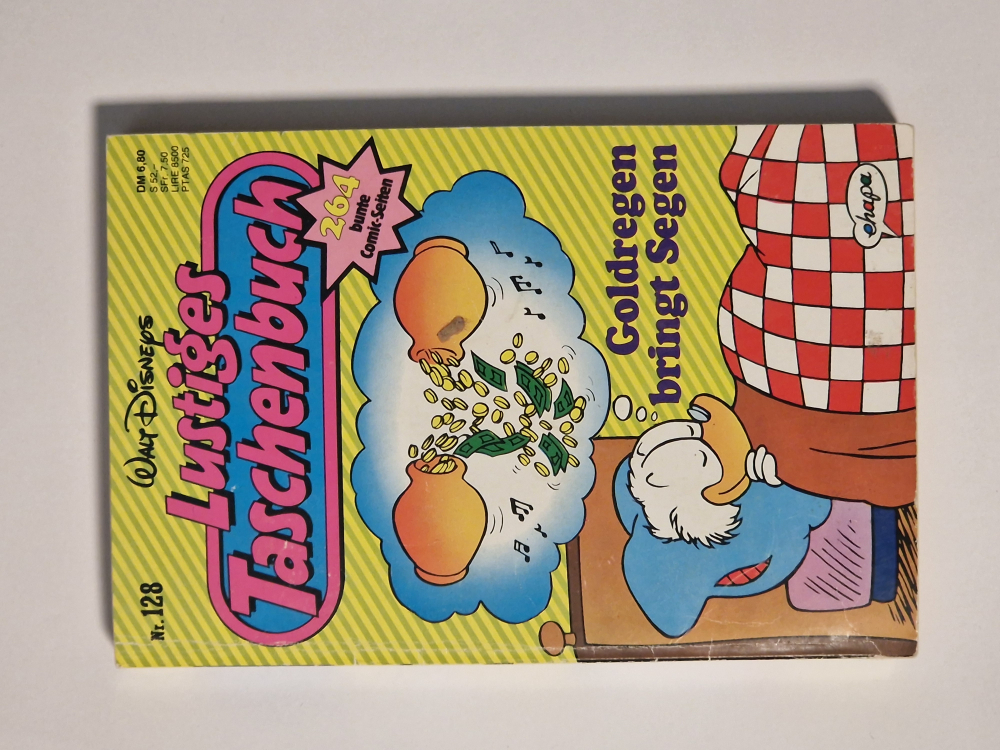 DM 6,80
S 52,-
SFr. 7.50
LIRE 8500
PTAS 725
Nr. 128
WALT DISNEYS
Lustiges
Taschenbuch
264
bunte
Comic-Seiten
Goldregen
bringt Segen
ehapa